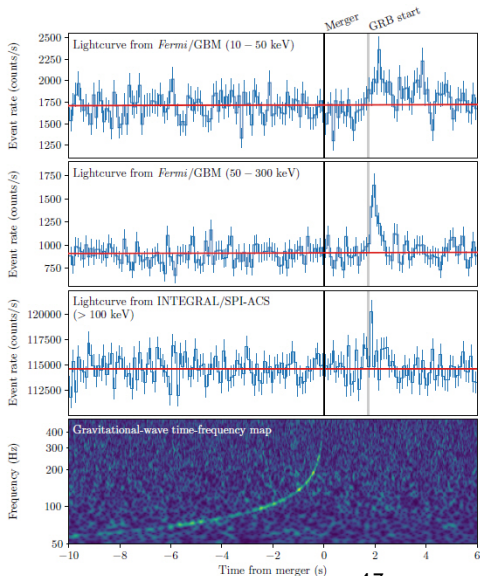 Merger
GRB start
Lightcurve from Fermi/GBM (10 − 50 keV)
Event rate (counts/s)
2500
2250
2000
1750
1500
1250
Lightcurve from Fermi/GBM (50 − 300 keV)
Event rate (counts/s)
1750
1500
1250
1000
750
Lightcurve from INTEGRAL/SPI-ACS
(> 100 keV)
Event rate (counts/s)
120000
117500
115000
112500
Gravitational-wave time-frequency map
Frequency (Hz)
400
300
200
100
50
−10 −8 −6 −4 −2 0 2 4 6
Time from merger (s)